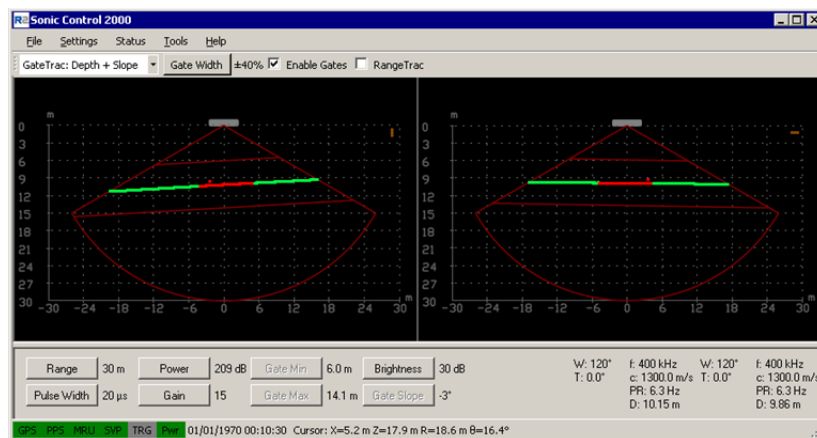 R2Sonic Control 2000
File Settings Status Tools Help
GateTrac: Depth + Slope Gate Width ±40% Enable Gates RangeTrac
m
0
3
6
9
12
15
18
21
24
27
30
-30 -24 -18 -12 -6 0 6 12 18 24 30
m
m
0
3
6
9
12
15
18
21
24
27
30
-30 -24 -18 -12 -6 0 6 12 18 24 30
m
Range 30 m Power 209 dB Gate Min 6.0 m Brightness 30 dB
Pulse Width 20 µs Gain 15 Gate Max 14.1 m Gate Slope -3°
W: 120° f: 400 kHz W: 120° f: 400 kHz
T: 0.0° c: 1300.0 m/s T: 0.0° c: 1300.0 m/s
PR: 6.3 Hz PR: 6.3 Hz
D: 10.15 m D: 9.86 m
GPS PPS MRU SVP TRG Pwr 01/01/1970 00:10:30 Cursor: X=5.2 m Z=17.9 m R=18.6 m θ=16.4°